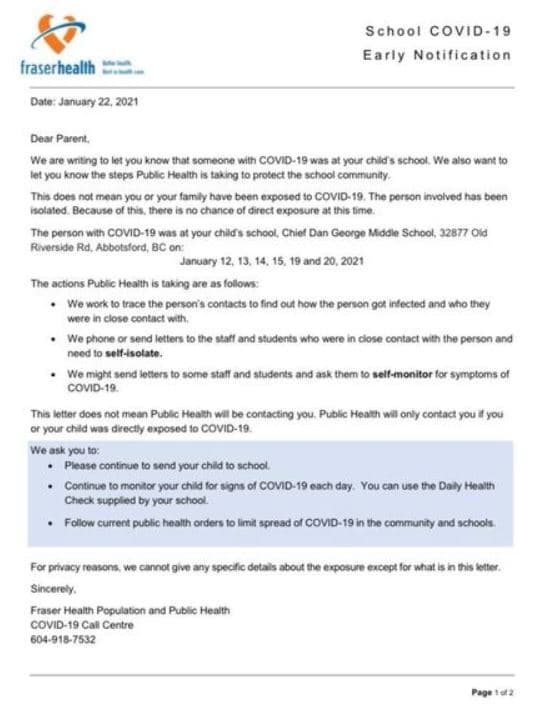 School COVID-19
Early Notification
fraserhealth
Better health.
Best in health care.
Date: January 22, 2021
Dear Parent,
We are writing to let you know that someone with COVID-19 was at your child's school. We also want to
let you know the steps Public Health is taking to protect the school community.
This does not mean you or your family have been exposed to COVID-19. The person involved has been
isolated. Because of this, there is no chance of direct exposure at this time.
The person with COVID-19 was at your child's school, Chief Dan George Middle School, 32877 Old
Riverside Rd, Abbotsford, BC on:
January 12, 13, 14, 15, 19 and 20, 2021
The actions Public Health is taking are as follows:
• We work to trace the person's contacts to find out how the person got infected and who they
were in close contact with.
• We phone or send letters to the staff and students who were in close contact with the person and
need to self-isolate.
• We might send letters to some staff and students and ask them to self-monitor for symptoms of
COVID-19.
This letter does not mean Public Health will be contacting you. Public Health will only contact you if you
or your child was directly exposed to COVID-19.
We ask you to:
• Please continue to send your child to school.
• Continue to monitor your child for signs of COVID-19 each day. You can use the Daily Health
Check supplied by your school.
• Follow current public health orders to limit spread of COVID-19 in the community and schools.
For privacy reasons, we cannot give any specific details about the exposure except for what is in this letter.
Sincerely,
Fraser Health Population and Public Health
COVID-19 Call Centre
604-918-7532
Page 1 of 2